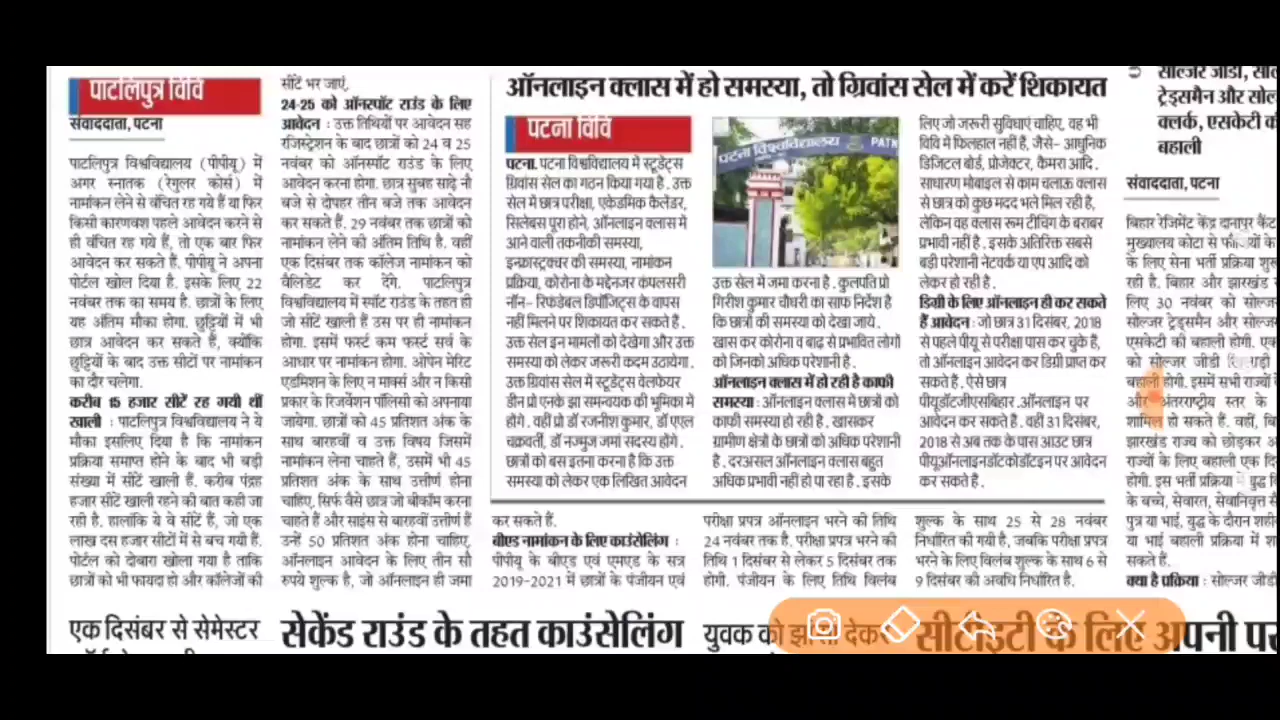 पाटलिपुत्र विवि
संवाददाता, पटना
पाटलिपुत्र विश्वविद्यालय (पीपीयू) में
अगर स्नातक (रेगुलर कोर्स) में
नामांकन लेने से वंचित रह गये हैं या फिर
किसी कारणवश पहले आवेदन करने से
ही वंचित रह गये हैं, तो एक बार फिर
आवेदन कर सकते हैं. पीपीयू ने अपना
पोर्टल खोल दिया है. इसके लिए 22
नवंबर तक का समय है. छात्रों के लिए
यह अंतिम मौका होगा. छुट्टियों में भी
छात्र आवेदन कर सकते हैं, क्योंकि
छुट्टियों के बाद उक्त सीटों पर नामांकन
का दौर चलेगा.
करीब 15 हजार सीटें रह गयी थीं
खाली : पाटलिपुत्र विश्वविद्यालय ने ये
मौका इसलिए दिया है कि नामांकन
प्रक्रिया समाप्त होने के बाद भी बड़ी
संख्या में सीटें खाली हैं. करीब पंद्रह
हजार सीटें खाली रहने की बात कही जा
रही है. हालांकि ये वे सीटें हैं, जो एक
लाख दस हजार सीटों में से बच गयी हैं.
पोर्टल को दोबारा खोला गया है ताकि
छात्रों को भी फायदा हो और कॉलेजों की
सीटें भर जाएं.
24-25 को ऑनस्पॉट राउंड के लिए
आवेदन : उक्त तिथियों पर आवेदन सह
रजिस्ट्रेशन के बाद छात्रों को 24 व 25
नवंबर को ऑनस्पॉट राउंड के लिए
आवेदन करना होगा. छात्र सुबह साढ़े नौ
बजे से दोपहर तीन बजे तक आवेदन
कर सकते हैं. 29 नवंबर तक छात्रों को
नामांकन लेने की अंतिम तिथि है. वहीं
एक दिसंबर तक कॉलेज नामांकन को
वैलिडेट कर देंगे. पाटलिपुत्र
विश्वविद्यालय में स्पॉट राउंड के तहत ही
जो सीटें खाली हैं उस पर ही नामांकन
होगा. इसमें फर्स्ट कम फर्स्ट सर्व के
आधार पर नामांकन होगा. ओपेन मेरिट
एडमिशन के लिए न मार्क्स और न किसी
प्रकार के रिजर्वेशन पॉलिसी को अपनाया
जायेगा. छात्रों को 45 प्रतिशत अंक के
साथ बारहवीं व उक्त विषय जिसमें
नामांकन लेना चाहते हैं, उसमें भी 45
प्रतिशत अंक के साथ उत्तीर्ण होना
चाहिए, सिर्फ वैसे छात्र जो बीकॉम करना
चाहते हैं और साइंस से बारहवीं उत्तीर्ण हैं
उन्हें 50 प्रतिशत अंक होना चाहिए.
ऑनलाइन आवेदन के लिए तीन सौ
रुपये शुल्क है, जो ऑनलाइन ही जमा
कर सकते हैं.
बीएड नामांकन के लिए काउंसेलिंग :
पीपीयू के बीएड एवं एमएड के सत्र
2019-2021 में छात्रों के पंजीयन एवं
परीक्षा प्रपत्र ऑनलाइन भरने की तिथि
24 नवंबर तक है. परीक्षा प्रपत्र भरने की
तिथि 1 दिसंबर से लेकर 5 दिसंबर तक
होगी. पंजीयन के लिए तिथि विलंब
शुल्क के साथ 25 से 28 नवंबर
निर्धारित की गयी है, जबकि परीक्षा प्रपत्र
भरने के लिए विलंब शुल्क के साथ 6 से
9 दिसंबर की अवधि निर्धारित है.
ऑनलाइन क्लास में हो समस्या, तो ग्रिवांस सेल में करें शिकायत
पटना विवि
पटना. पटना विश्वविद्यालय में स्टूडेंट्स
ग्रिवांस सेल का गठन किया गया है . उक्त
सेल में छात्र परीक्षा, एकेडमिक कैलेंडर,
सिलेबस पूरा होने, ऑनलाइन क्लास में
आने वाली तकनीकी समस्या,
इन्फ्रास्ट्रक्चर की समस्या, नामांकन
प्रक्रिया, कोरोना के मद्देनजर कंपलसरी
नॉन- रिफंडेबल डिपॉजिट्स के वापस
नहीं मिलने पर शिकायत कर सकते है .
उक्त सेल इन मामलों को देखेगा और उक्त
समस्या को लेकर जरूरी कदम उठायेगा .
उक्त ग्रिवांस सेल में स्टूडेंट्स वेलफेयर
डीन प्रो एनके झा समन्वयक की भूमिका में
होंगे . वहीं प्रो डॉ रजनीश कुमार, डॉ एएल
चक्रवर्ती, डॉ नज्मुज जमां सदस्य होंगे .
छात्रों को बस इतना करना है कि उक्त
समस्या को लेकर एक लिखित आवेदन
पटना विश्वविद्यालय PATN
उक्त सेल में जमा करना है . कुलपति प्रो
गिरीश कुमार चौधरी का साफ निर्देश है
कि छात्रों की समस्या को देखा जाये .
खास कर कोरोना व बाढ़ से प्रभावित लोगों
को जिनको अधिक परेशानी है .
ऑनलाइन क्लास में हो रही है काफी
समस्या : ऑनलाइन क्लास में छात्रों को
काफी समस्या हो रही है . खासकर
ग्रामीण क्षेत्रों के छात्रों को अधिक परेशानी
है . दरअसल ऑनलाइन क्लास बहुत
अधिक प्रभावी नहीं हो पा रहा है . इसके
लिए जो जरूरी सुविधाएं चाहिए, वह भी
विवि में फिलहाल नहीं है, जैसे- आधुनिक
डिजिटल बोर्ड, प्रोजेक्टर, कैमरा आदि .
साधारण मोबाइल से काम चलाऊ क्लास
से छात्र को कुछ मदद भले मिल रही है,
लेकिन वह क्लास रूम टीचिंग के बराबर
प्रभावी नहीं है . इसके अतिरिक्त सबसे
बड़ी परेशानी नेटवर्क या एप आदि को
लेकर हो रही है .
डिग्री के लिए ऑनलाइन ही कर सकते
हैं आवेदन : जो छात्र 31 दिसंबर, 2018
से पहले पीयू से परीक्षा पास कर चुके हैं,
तो ऑनलाइन आवेदन कर डिग्री प्राप्त कर
सकते है . ऐसे छात्र
पीयूडॉटजीएसबिहार .ऑनलाइन पर
आवेदन कर सकते है . वहीं 31 दिसंबर,
2018 से अब तक के पास आउट छात्र
पीयूऑनलाइनडॉटकोडॉटइन पर आवेदन
कर सकते है .
सोल्जर जीडी,
ट्रेड्समैन और
क्लर्क, एसकेटी
बहाली
संवाददाता, पटना
बिहार रेजिमेंट केंद्र दानापुर
मुख्यालय कोटा से
के लिए सेना भर्ती प्रक्रिया
रही है. बिहार और झारखंड
लिए 30 नवंबर को
सोल्जर ट्रेड्समैन और
एसकेटी की बहाली होगी.
को सोल्जर जीडी
बहाली होगी. इसमें सभी
और अंतरराष्ट्रीय स्तर के
शामिल हो सकते हैं. वहीं,
झारखंड राज्य को छोड़कर
राज्यों के लिए बहाली एक
होगी. इस भर्ती प्रक्रिया में
के बच्चे, सेवारत,
पुत्र या भाई, युद्ध के दौरान
या भाई बहाली प्रक्रिया में
सकते हैं.
क्या है प्रक्रिया : सोल्जर
एक दिसंबर से सेमेस्टर
सेकेंड राउंड के तहत काउंसेलिंग
युवक को झांसा देकर
सीटीइटी के लिए अपनी